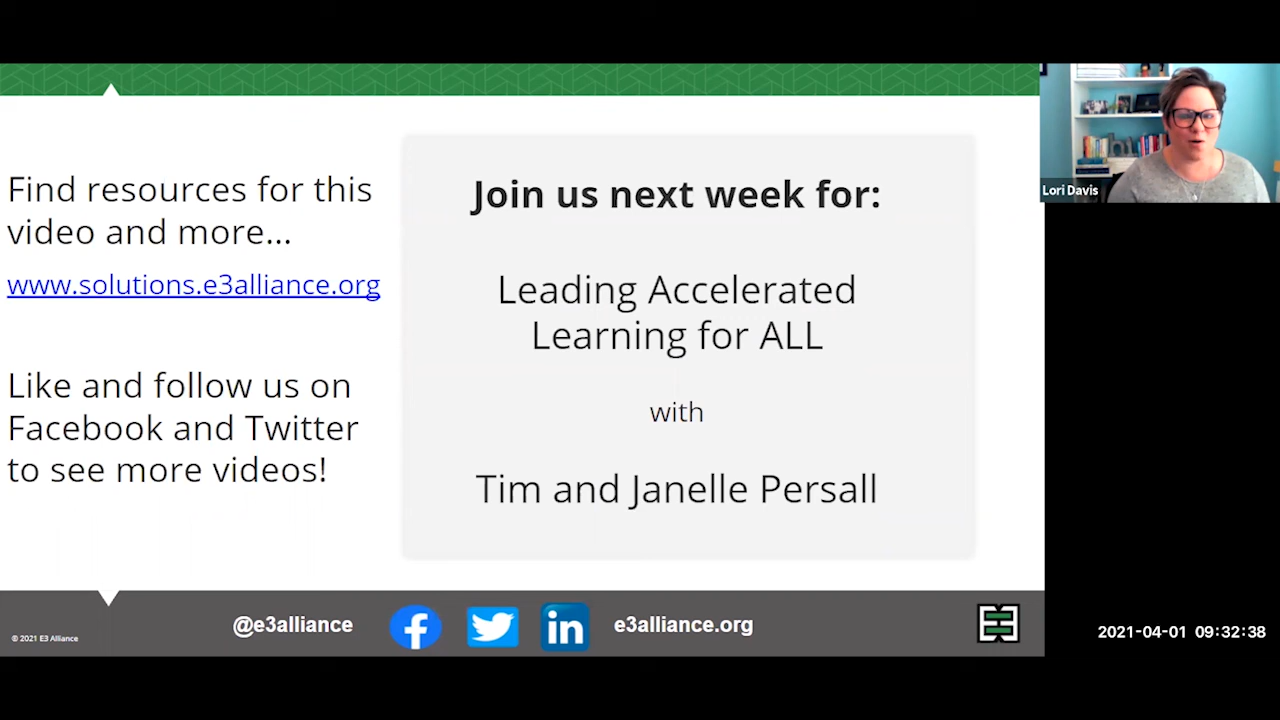 Find resources for this
video and more...
www.solutions.e3alliance.org
Like and follow us on
Facebook and Twitter
to see more videos!
Join us next week for:
Leading Accelerated
Learning for ALL
with
Tim and Janelle Persall
Lori Davis
© 2021 E3 Alliance
@e3alliance
in
e3alliance.org
2021-04-01 09:32:38